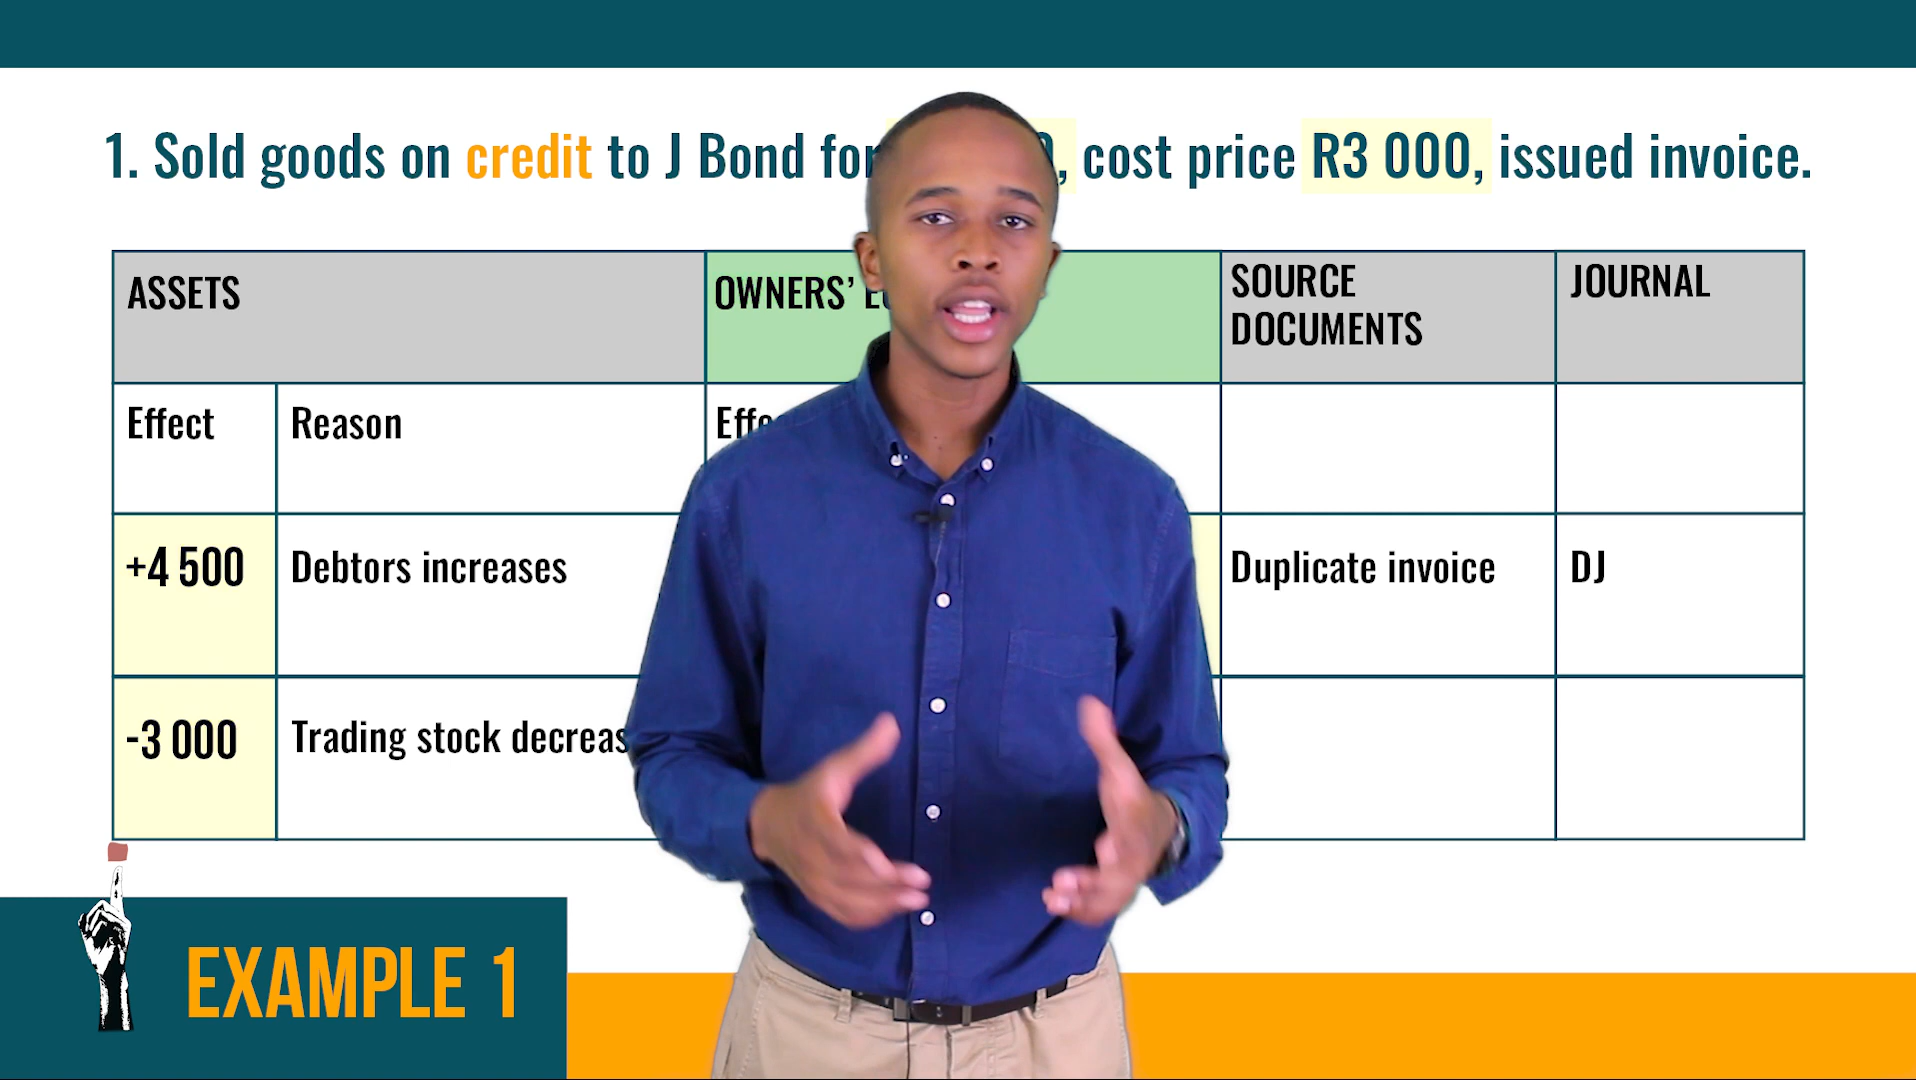 1. Sold goods on credit to J Bond for cost price R3 000, issued invoice.
ASSETS
OWNERS’
SOURCE
DOCUMENTS
JOURNAL
Effect
Reason
+4 500
Debtors increases
Duplicate invoice
DJ
-3 000
Trading stock
EXAMPLE 1